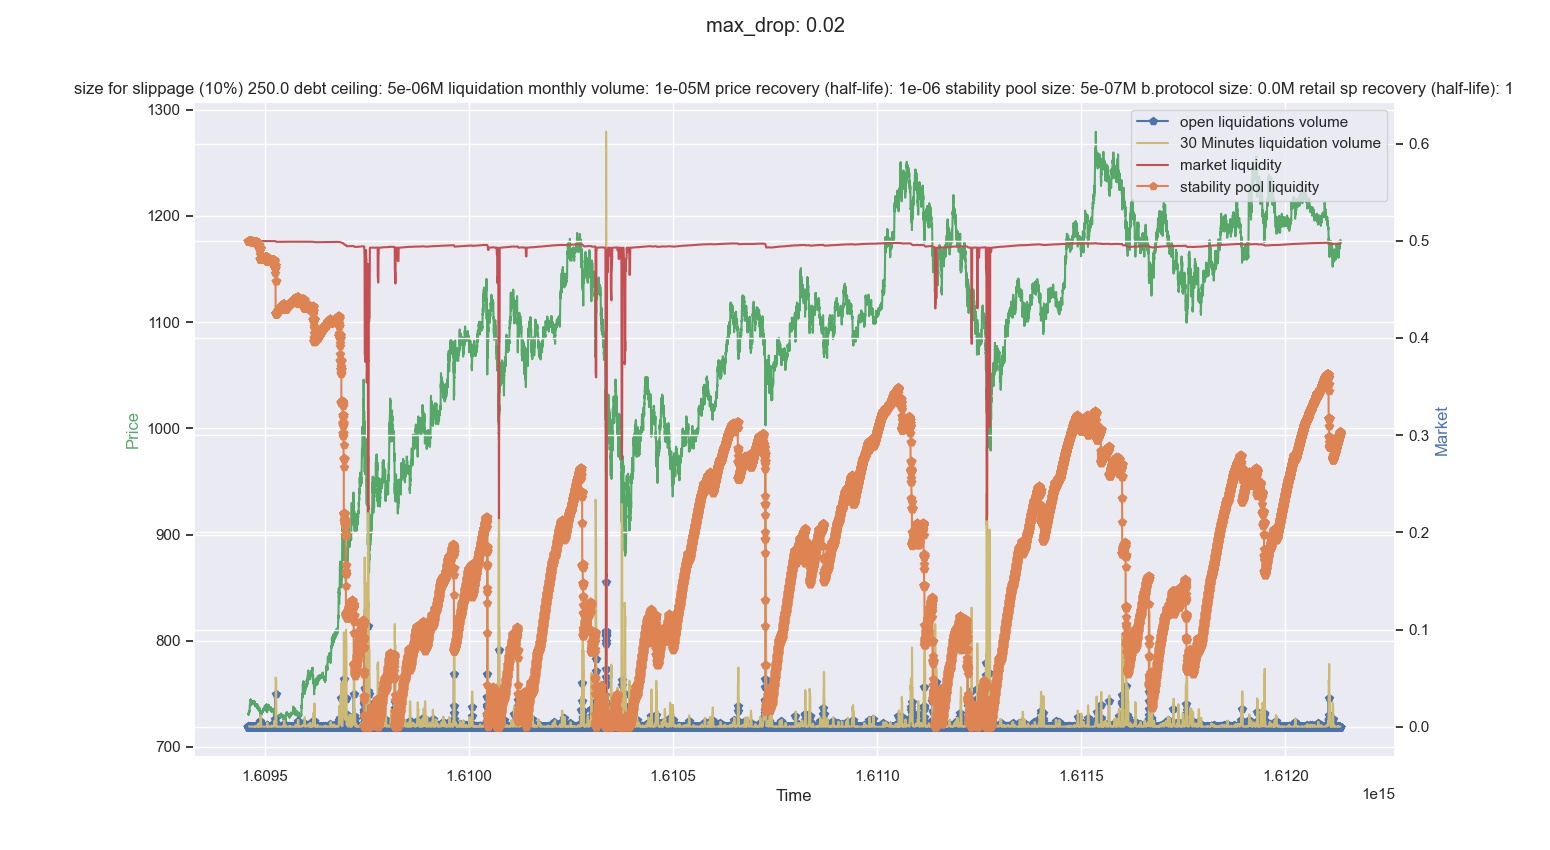 max_drop: 0.02
size for slippage (10%) 250.0 debt ceiling: 5e-06M liquidation monthly volume: 1e-05M price recovery (half-life): 1e-06 stability pool size: 5e-07M b.protocol size: 0.0M retail sp recovery (half-life): 1
open liquidations volume
30 Minutes liquidation volume
market liquidity
stability pool liquidity
1300
1200
1100
1000
900
800
700
Price
0.6
0.5
0.4
0.3
0.2
0.1
0.0
Market
1.6095 1.6100 1.6105 1.6110 1.6115 1.6120
1e15
Time